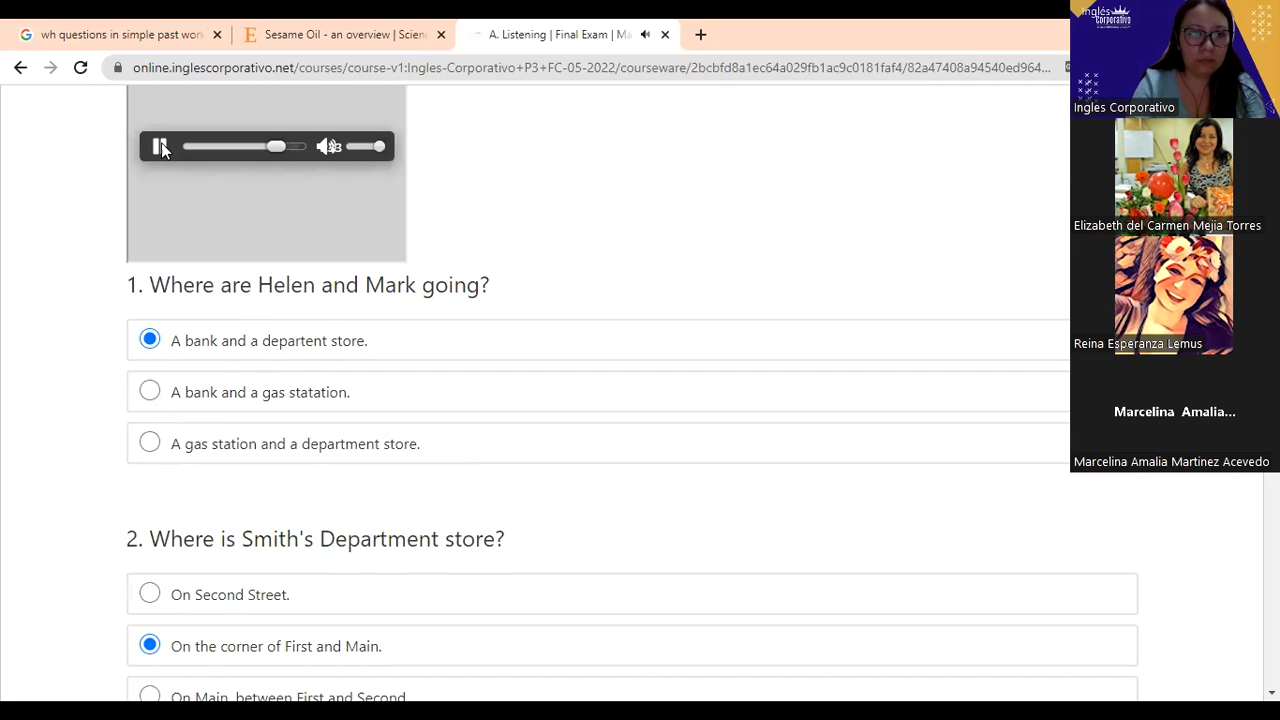 wh questions in simple past wor
Sesame Oil - an overview | Scien
A. Listening | Final Exam | Ma
online.inglescorporativo.net/courses/course-v1:Ingles-Corporativo+P3+FC-05-2022/courseware/2bcbfd8a1ec64a029fb1ac9c0181faf4/82a47408a94540ed964...
1. Where are Helen and Mark going?
A bank and a departent store.
A bank and a gas statation.
A gas station and a department store.
2. Where is Smith's Department store?
On Second Street.
On the corner of First and Main.
On Main, between First and Second
Inglés
Corporativo
Ingles Corporativo
Elizabeth del Carmen Mejia Torres
Reina Esperanza Lemus
Marcelina Amalia...
Marcelina Amalia Martinez Acevedo